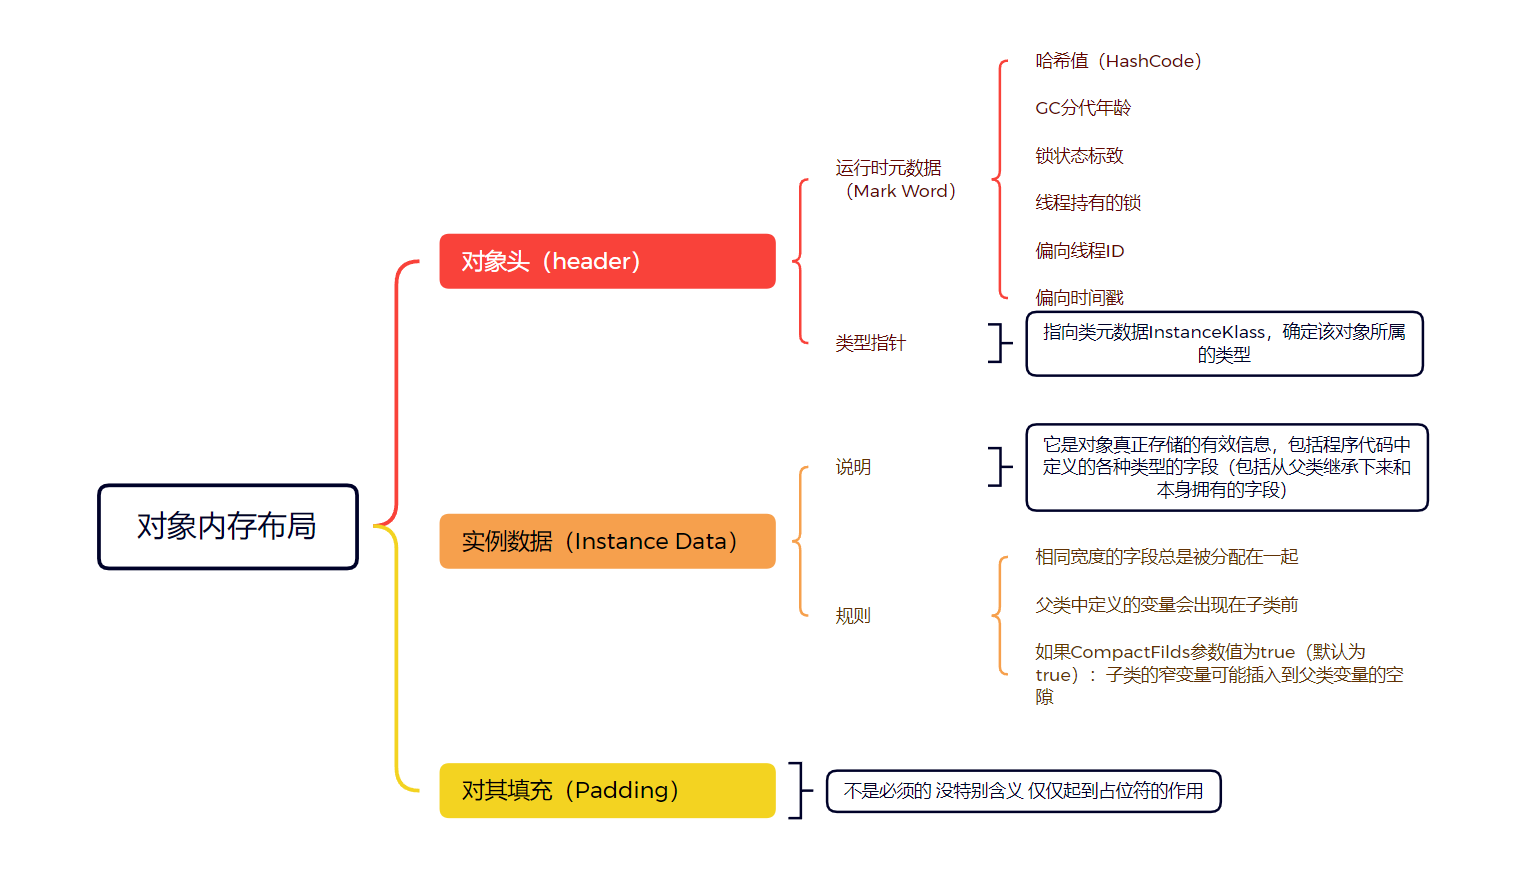 对象内存布局
对象头（header）
运行时元数据
（Mark Word）
哈希值（HashCode）
GC分代年龄
锁状态标致
线程持有的锁
偏向线程ID
偏向时间戳
类型指针
指向类元数据InstanceKlass，确定该对象所属
的类型
实例数据（Instance Data）
说明
它是对象真正存储的有效信息，包括程序代码中
定义的各种类型的字段（包括从父类继承下来和
本身拥有的字段）
规则
相同宽度的字段总是被分配在一起
父类中定义的变量会出现在子类前
如果CompactFilds参数值为true（默认为
true）：子类的窄变量可能插入到父类变量的空
隙
对其填充（Padding）
不是必须的 没特别含义 仅仅起到占位符的作用